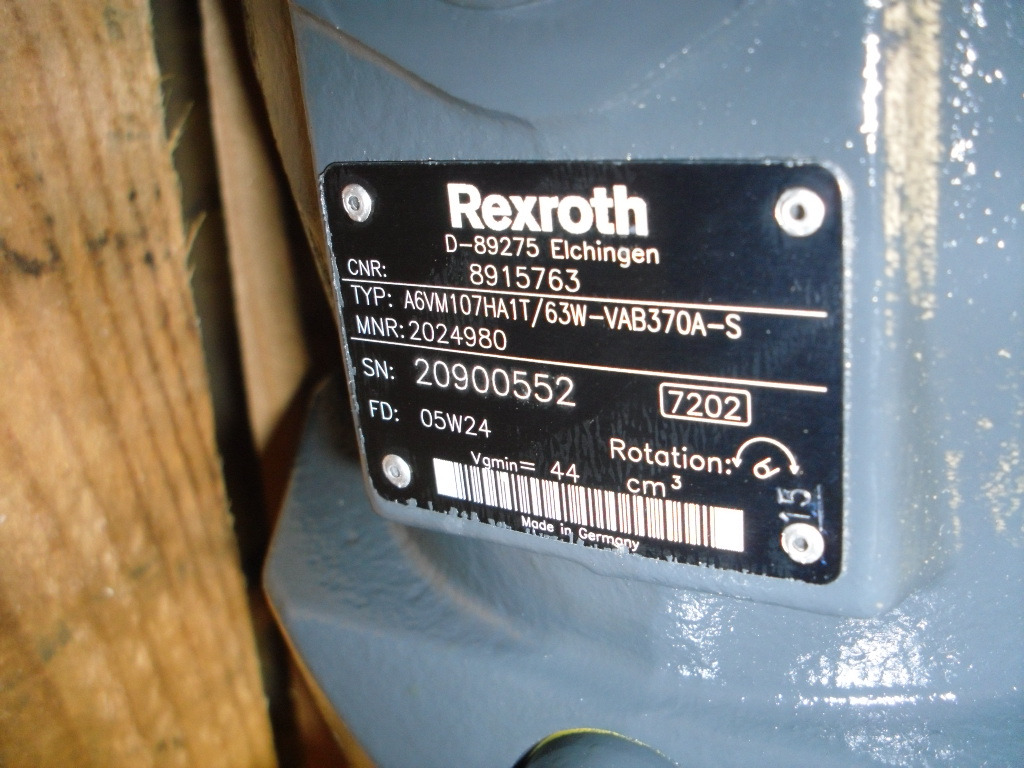 Rexroth
D-89275 Elchingen
CNR: 8915763
TYP: A6VM107HA1T/63W-VAB370A-S
MNR: 2024980
SN: 20900552
7202
FD: 05W24
Rotation:
Vgmin= 44 cm³
15
Made in Germany